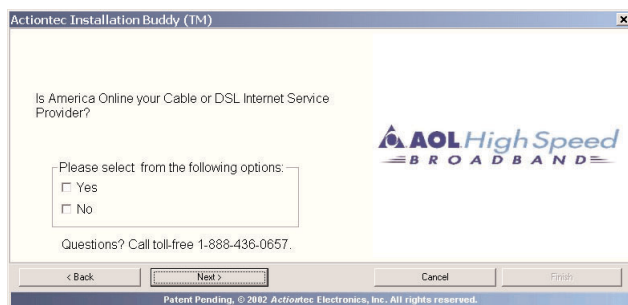 Actiontec Installation Buddy (TM)
Is America Online your Cable or DSL Internet Service
Provider?
AOL High Speed
BROADBAND
Please select from the following options:
Yes
No
Questions? Call toll-free 1-888-436-0657.
< Back
Next >
Cancel
Finish
Patent Pending, © 2002 Actiontec Electronics, Inc. All rights reserved.